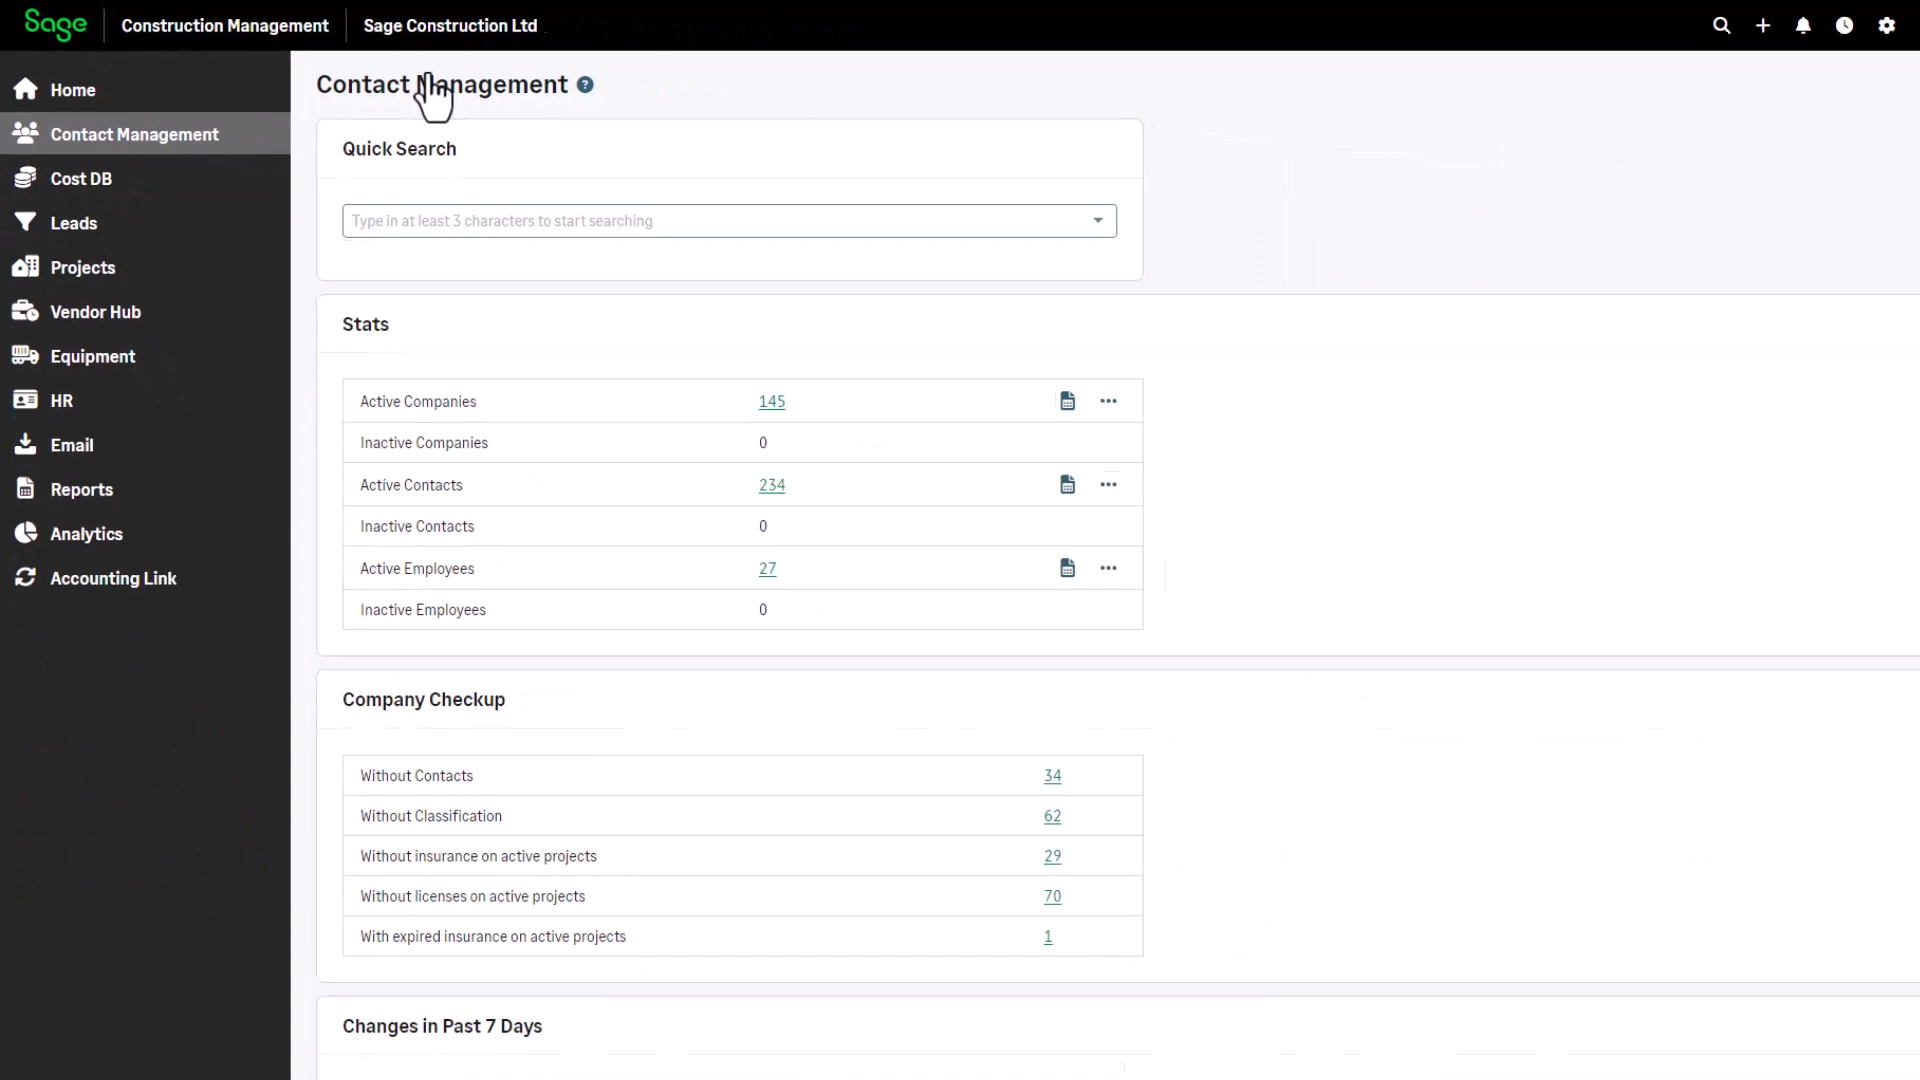 Sage Construction Management Sage Construction Ltd
Home
Contact Management
Cost DB
Leads
Projects
Vendor Hub
Equipment
HR
Email
Reports
Analytics
Accounting Link
Contact Management ?
Quick Search
Type in at least 3 characters to start searching
Stats
Active Companies 145
Inactive Companies 0
Active Contacts 234
Inactive Contacts 0
Active Employees 27
Inactive Employees 0
Company Checkup
Without Contacts 34
Without Classification 62
Without insurance on active projects 29
Without licenses on active projects 70
With expired insurance on active projects 1
Changes in Past 7 Days